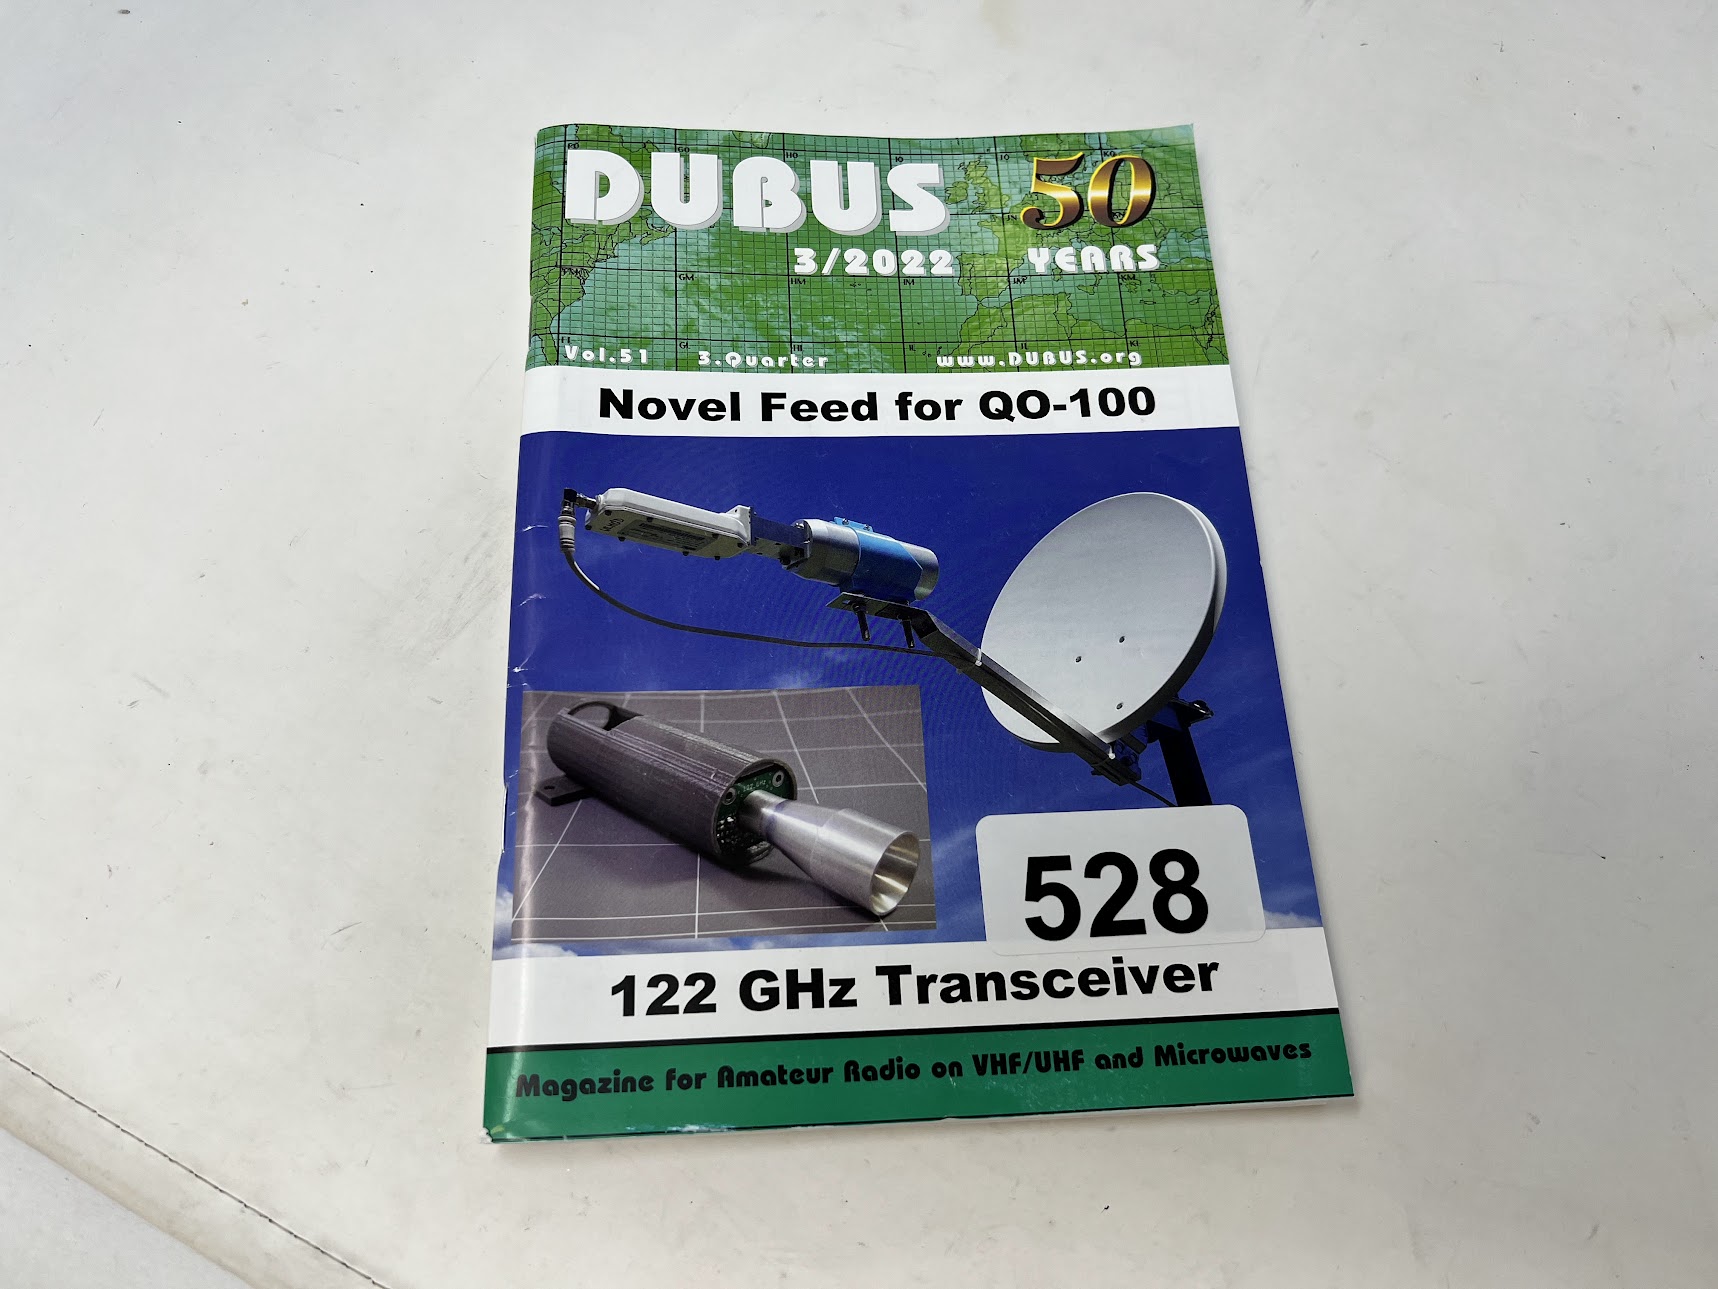 DUBUS 50
3/2022 YEARS
Vol.51 3.Quarter www.DUBUS.org
Novel Feed for QO-100
528
122 GHz Transceiver
Magazine for Amateur Radio on VHF/UHF and Microwaves